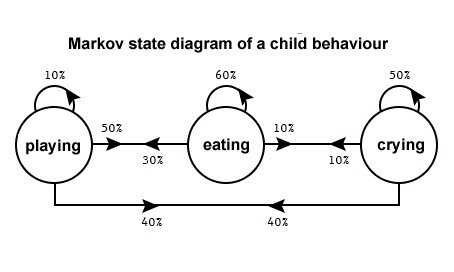 Markov state diagram of a child behaviour
10%
60%
50%
playing
50%
30%
eating
10%
10%
crying
40%
40%